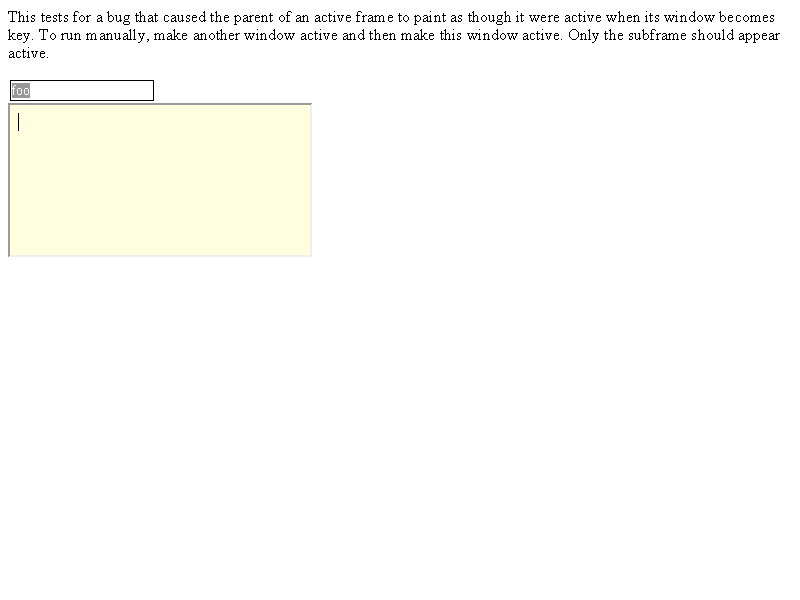 This tests for a bug that caused the parent of an active frame to paint as though it were active when its window becomes
key. To run manually, make another window active and then make this window active. Only the subframe should appear
active.
foo